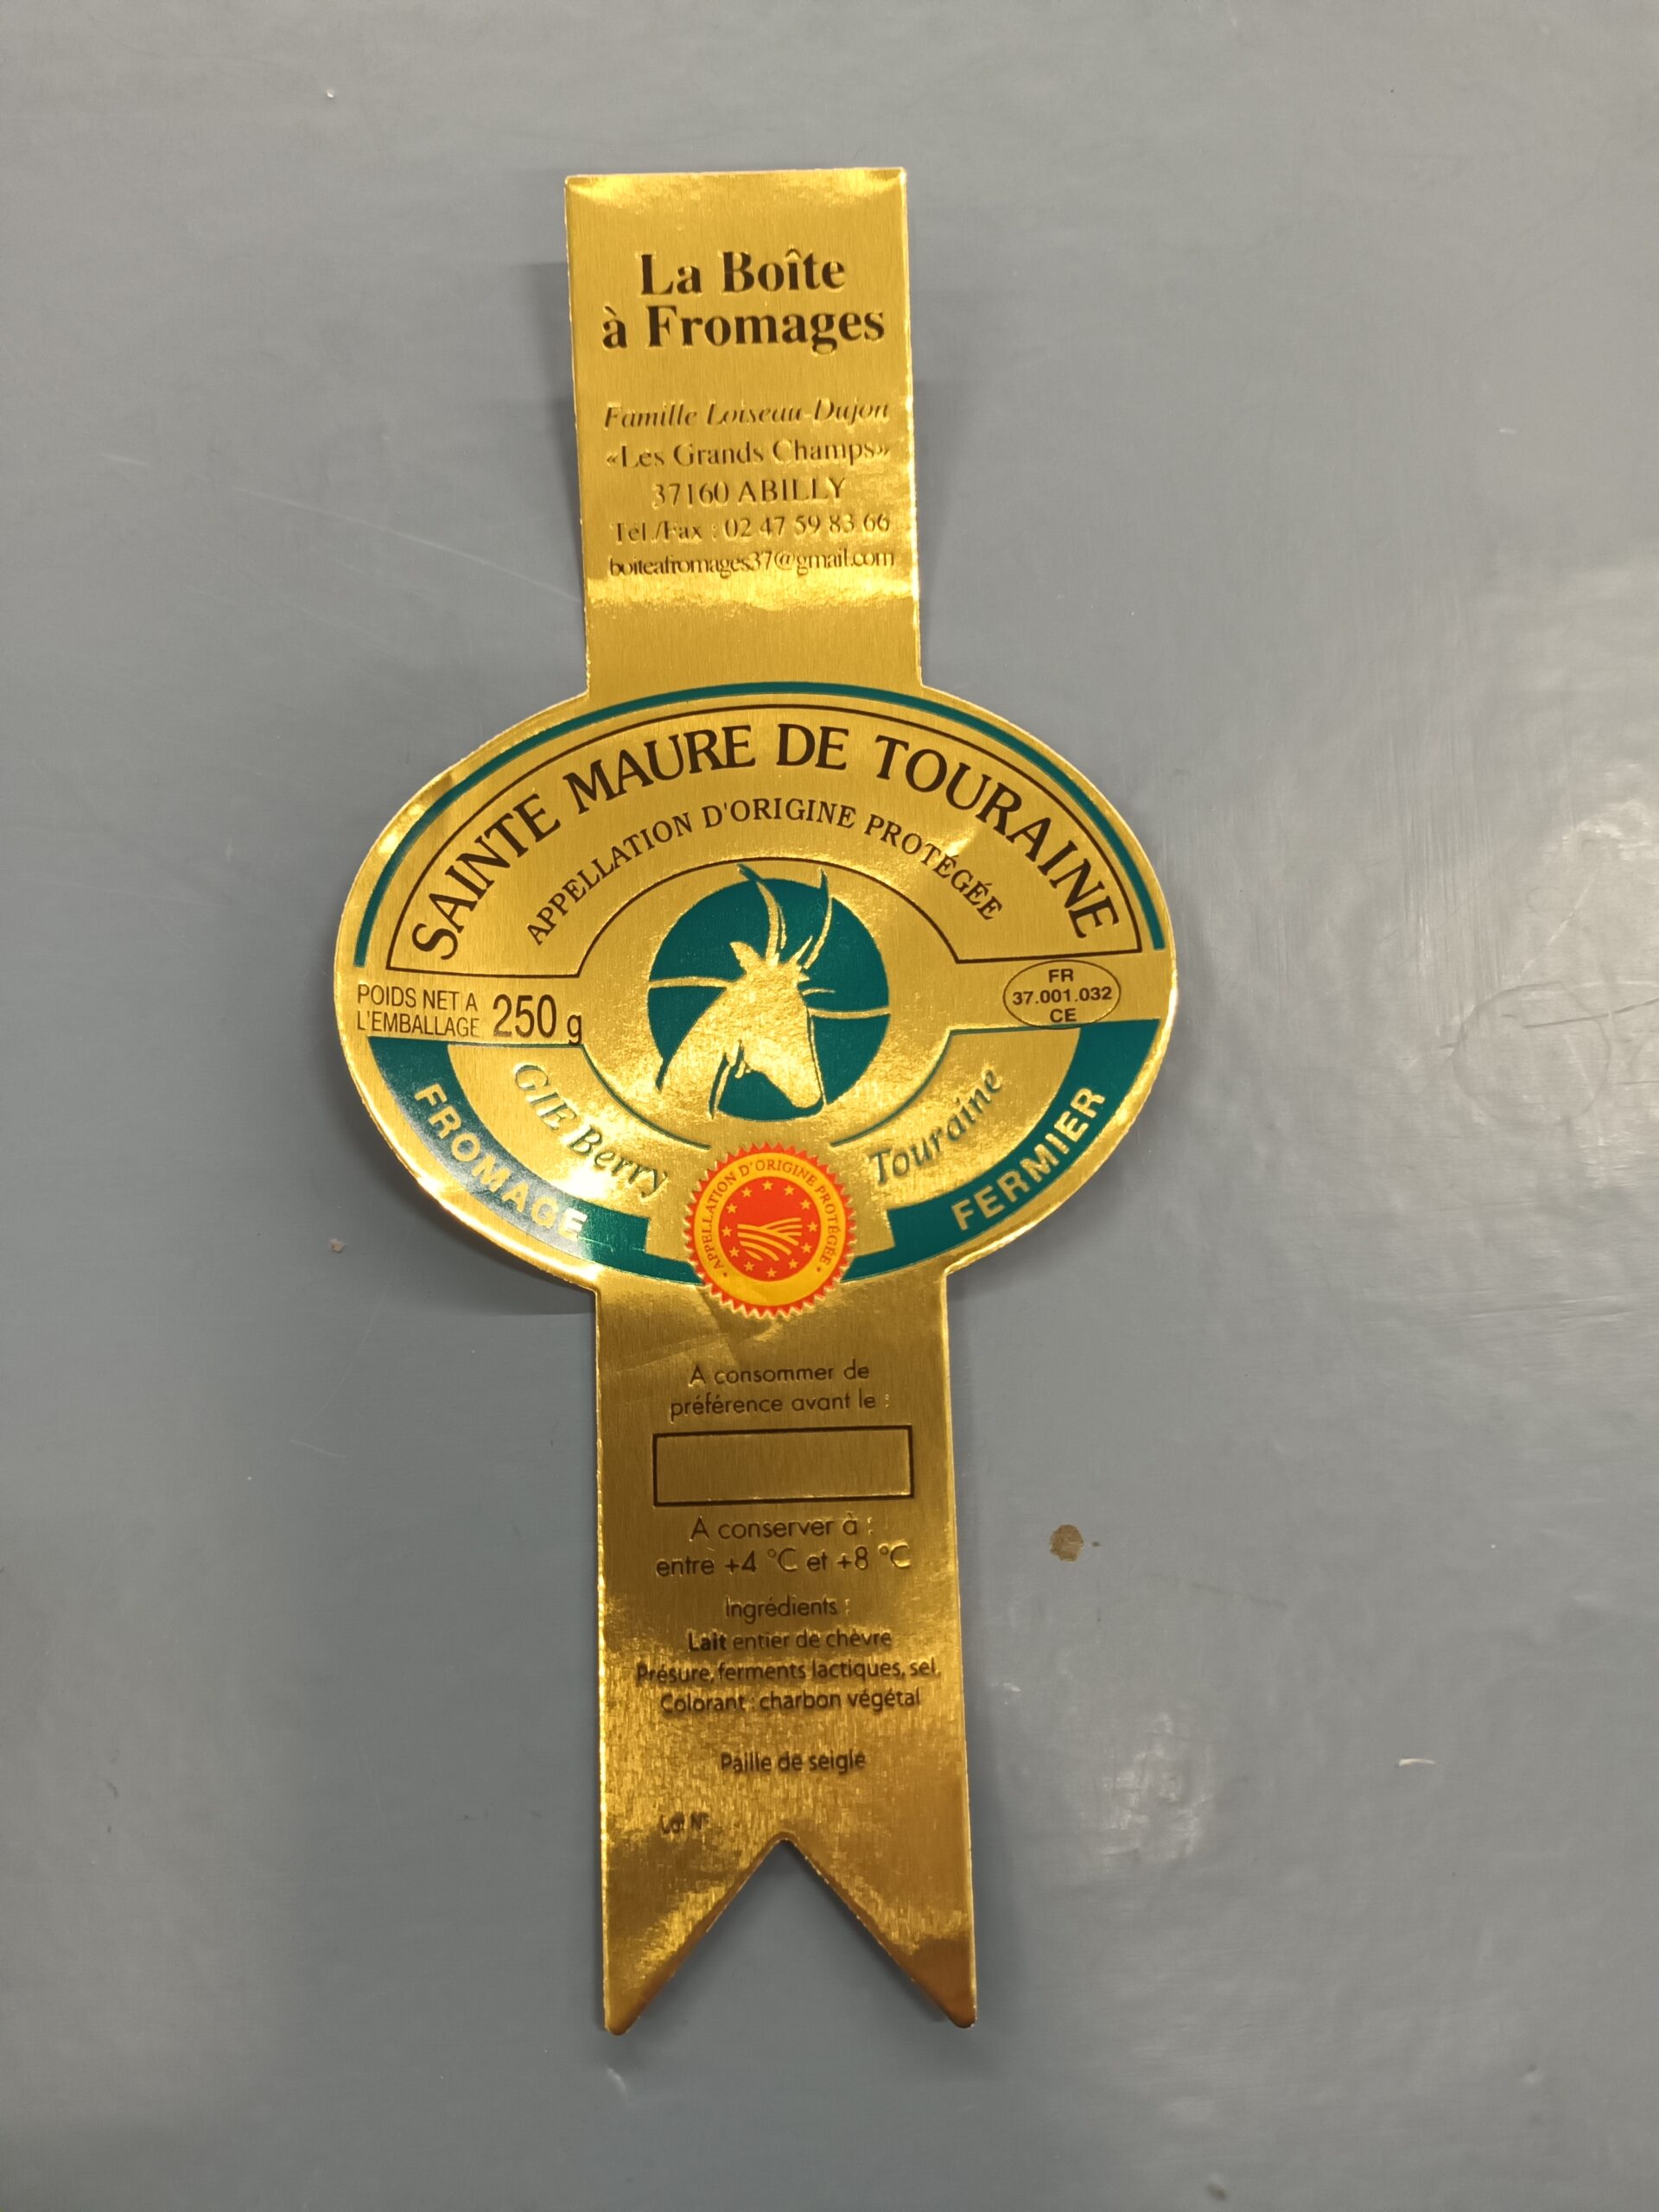 La Boîte
à Fromages
Famille Loiseau-Dujon
«Les Grands Champs»
37160 ABILLY
Tél./Fax : 02 47 59 83 66
boiteafromages37@gmail.com
SAINTE MAURE DE TOURAINE
APPELLATION D'ORIGINE PROTÉGÉE
POIDS NET A
L'EMBALLAGE 250 g
FR
37.001.032
CE
GIE Berry Touraine
FROMAGE FERMIER
APPELLATION D'ORIGINE PROTÉGÉE
A consommer de
préférence avant le :
A conserver à :
entre +4 °C et +8 °C
Ingrédients :
Lait entier de chèvre
Présure, ferments lactiques, sel.
Colorant : charbon végétal
Paille de seigle
Lot N°